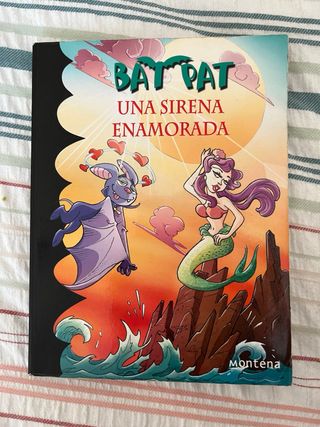 BAT PAT
UNA SIRENA
ENAMORADA
Montena